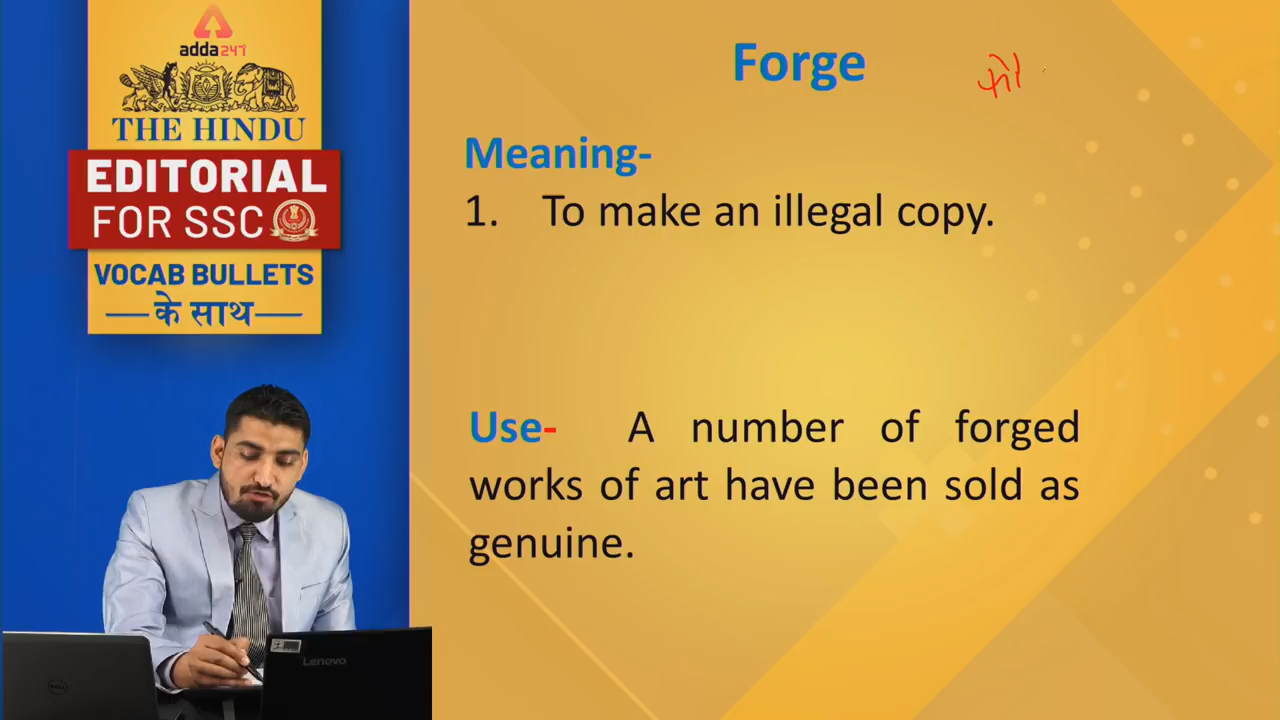 adda247
THE HINDU
EDITORIAL
FOR SSC
VOCAB BULLETS
के साथ
Forge
Meaning-
1. To make an illegal copy.
Use- A number of forged
works of art have been sold as
genuine.
Lenovo
DELL